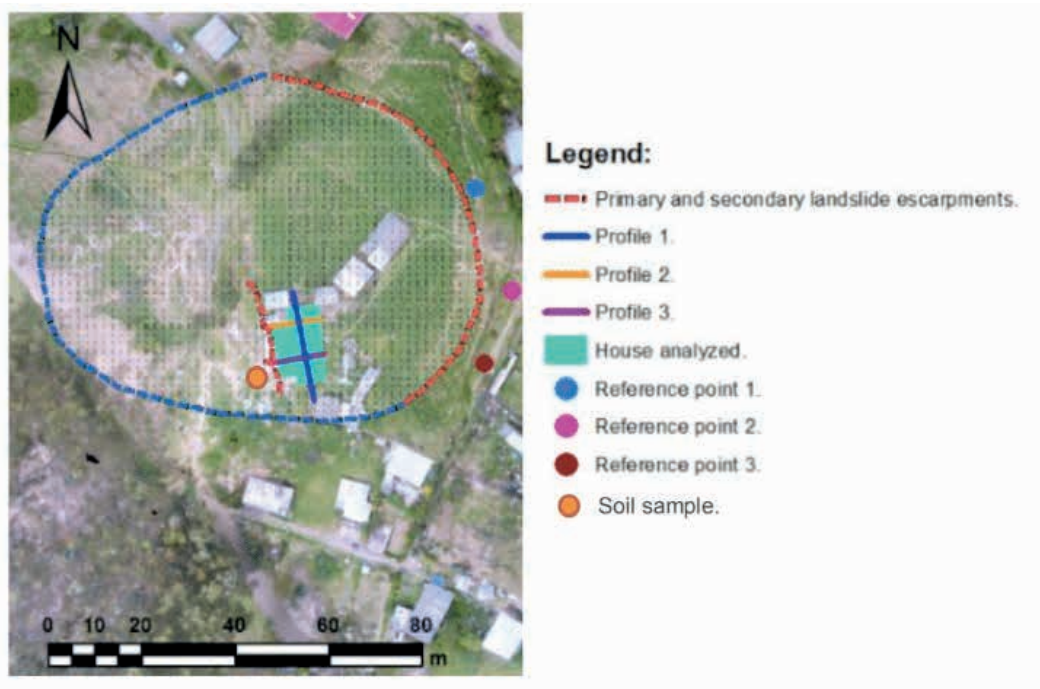 N
Legend:
Primary and secondary landslide escarpments.
Profile 1.
Profile 2.
Profile 3.
House analyzed.
Reference point 1.
Reference point 2.
Reference point 3.
Soil sample.
0 10 20 40 60 80
m